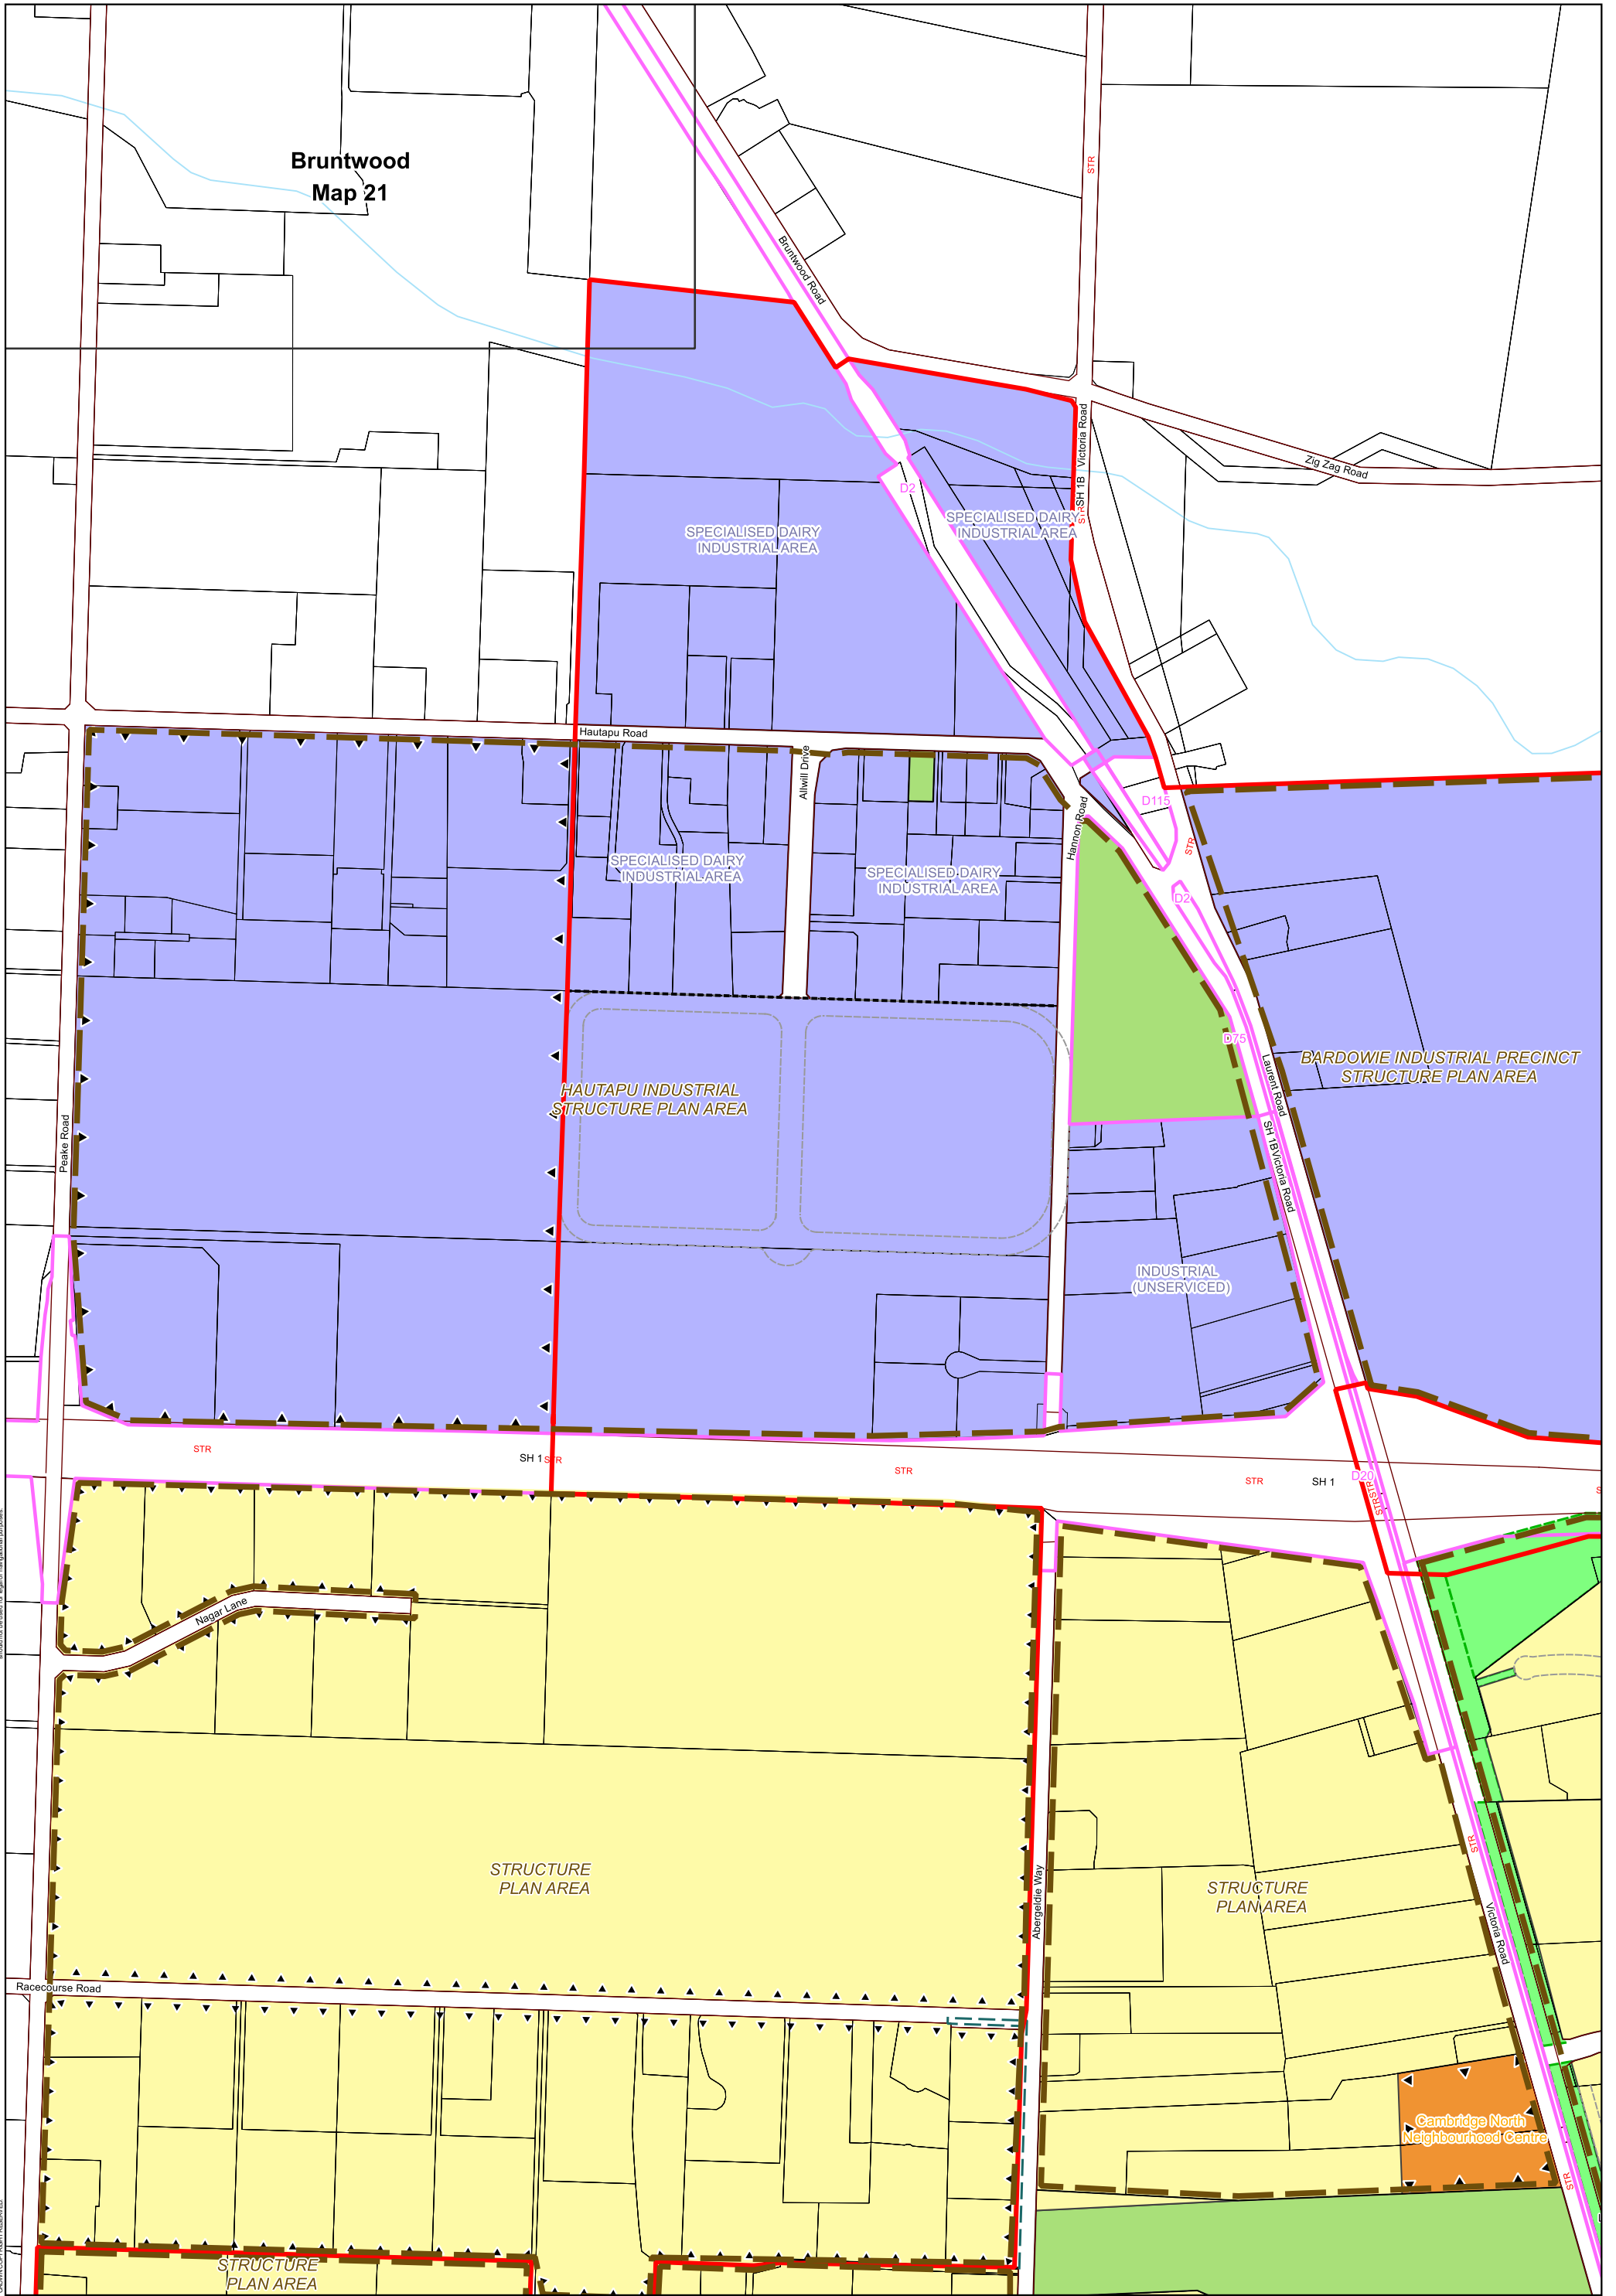 STR
Bruntwood
Map 21
Bruntwood Road
Zig Zag Road
SH 1B Victoria Road
STR
D2
SPECIALISED DAIRY
INDUSTRIAL AREA
SPECIALISED DAIRY
INDUSTRIAL AREA
Hautapu Road
Allwill Drive
D115
Hannon Road
STR
SPECIALISED DAIRY
INDUSTRIAL AREA
SPECIALISED DAIRY
INDUSTRIAL AREA
D2
D75
Laurent Road
BARDOWIE INDUSTRIAL PRECINCT
STRUCTURE PLAN AREA
HAUTAPU INDUSTRIAL
STRUCTURE PLAN AREA
Peake Road
SH 1BVictoria Road
INDUSTRIAL
(UNSERVICED)
STR
SH 1
STR
STR
STR
SH 1
D20
STRSTR
Nagar Lane
STRUCTURE
PLAN AREA
STRUCTURE
PLAN AREA
Abergeldie Way
STR
Victoria Road
Racecourse Road
Cambridge North
Neighbourhood Centre
STR
STRUCTURE
PLAN AREA